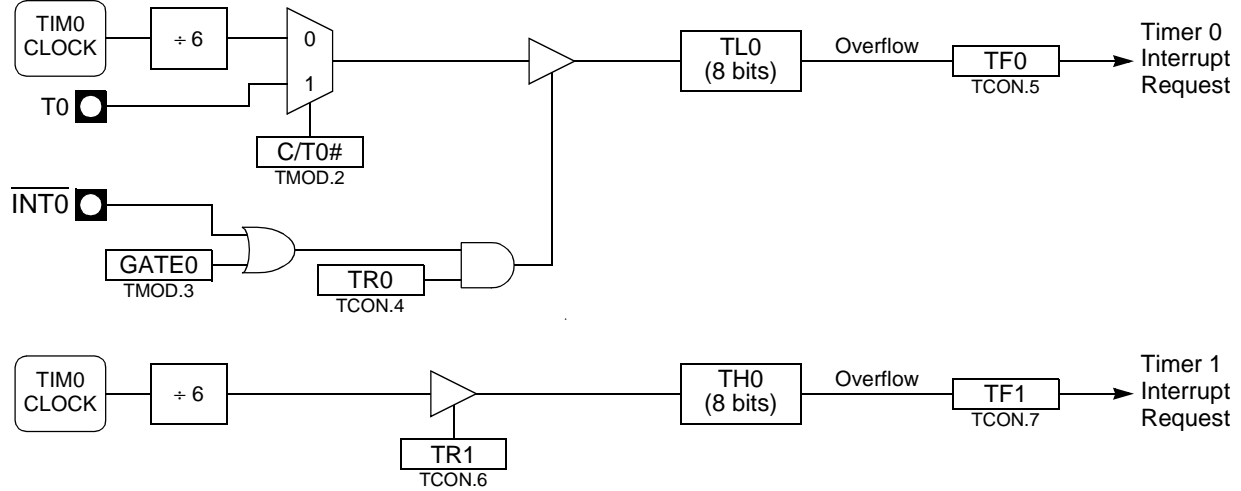 TIM0
CLOCK
÷ 6
0
1
T0
C/T0#
TMOD.2
TL0
(8 bits)
Overflow
TF0
TCON.5
Timer 0
Interrupt
Request
INT0
GATE0
TMOD.3
TR0
TCON.4
TIM0
CLOCK
÷ 6
TR1
TCON.6
TH0
(8 bits)
Overflow
TF1
TCON.7
Timer 1
Interrupt
Request